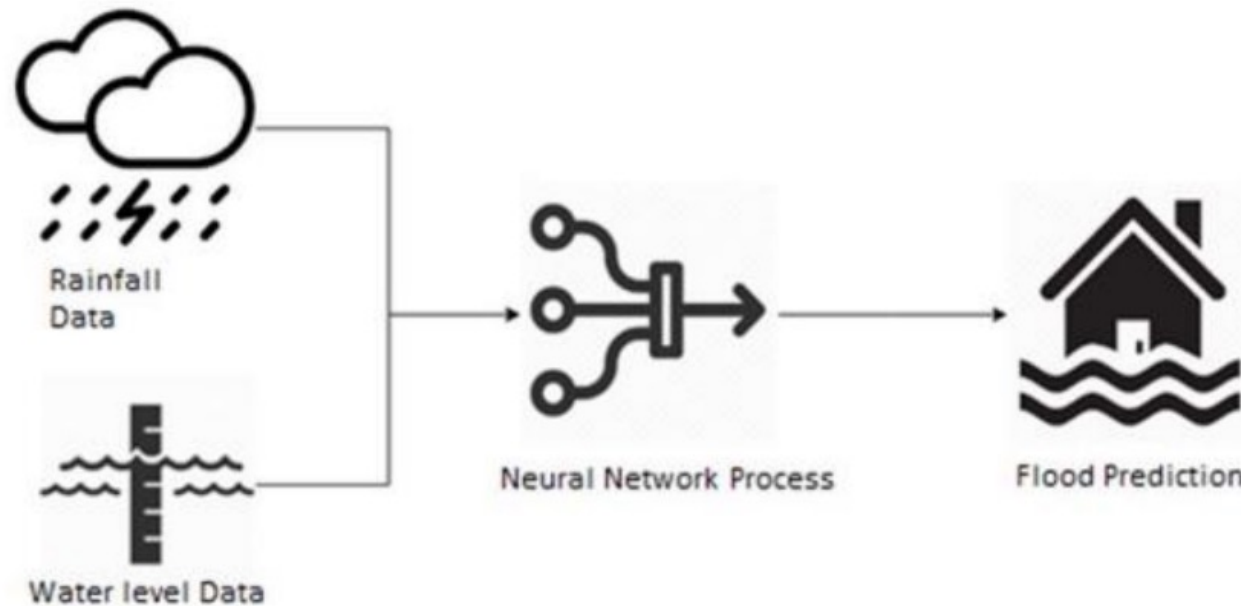 Rainfall
Data
Neural Network Process
Flood Prediction
Water level Data